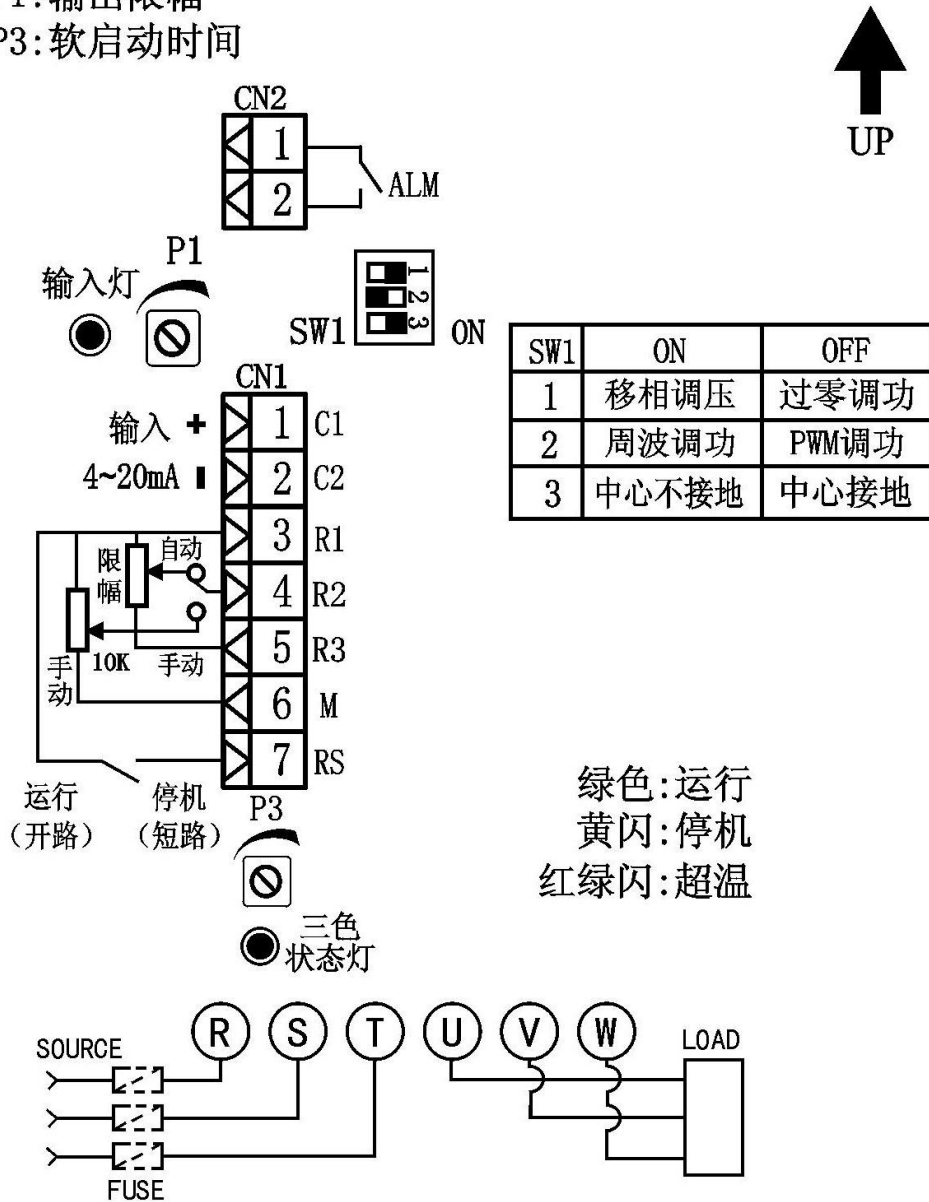 P1:输出限幅
P3:软启动时间
UP
CN2
1
2
ALM
P1
输入灯
SW1
1
2
3
ON
SW1 ON OFF
1 移相调压 过零调功
2 周波调功 PWM调功
3 中心不接地 中心接地
CN1
输入 + 1 C1
4~20mA 2 C2
3 R1
限幅
自动
4 R2
10K
手动
5 R3
手动
6 M
7 RS
运行
(开路)
停机
(短路)
P3
绿色:运行
黄闪:停机
红绿闪:超温
三色
状态灯
R S T U V W
SOURCE
LOAD
FUSE